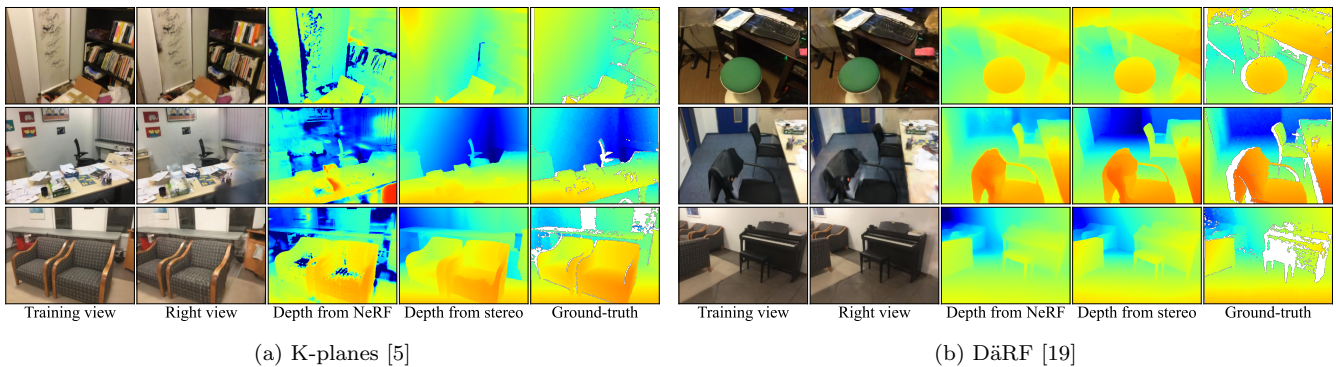 Training view Right view Depth from NeRF Depth from stereo Ground-truth Training view Right view Depth from NeRF Depth from stereo Ground-truth
(a) K-planes [5] (b) DäRF [19]